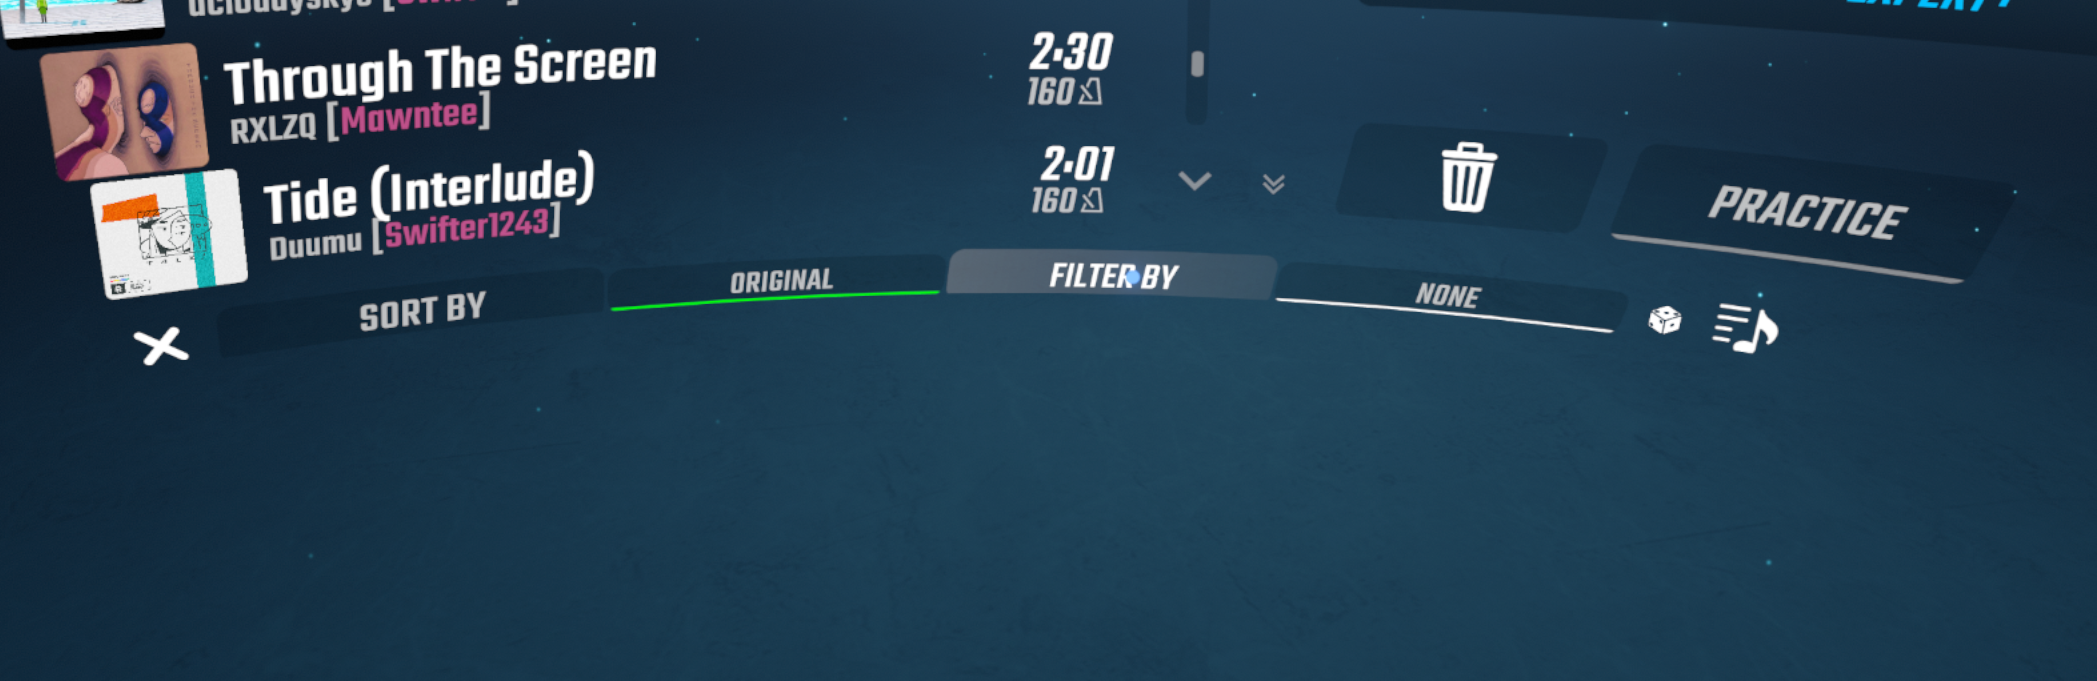 Through The Screen
RXLZQ [Mawntee]
2:30
160
Tide (Interlude)
Duumu [Swifter1243]
2:01
160
PRACTICE
SORT BY
ORIGINAL
FILTER BY
NONE